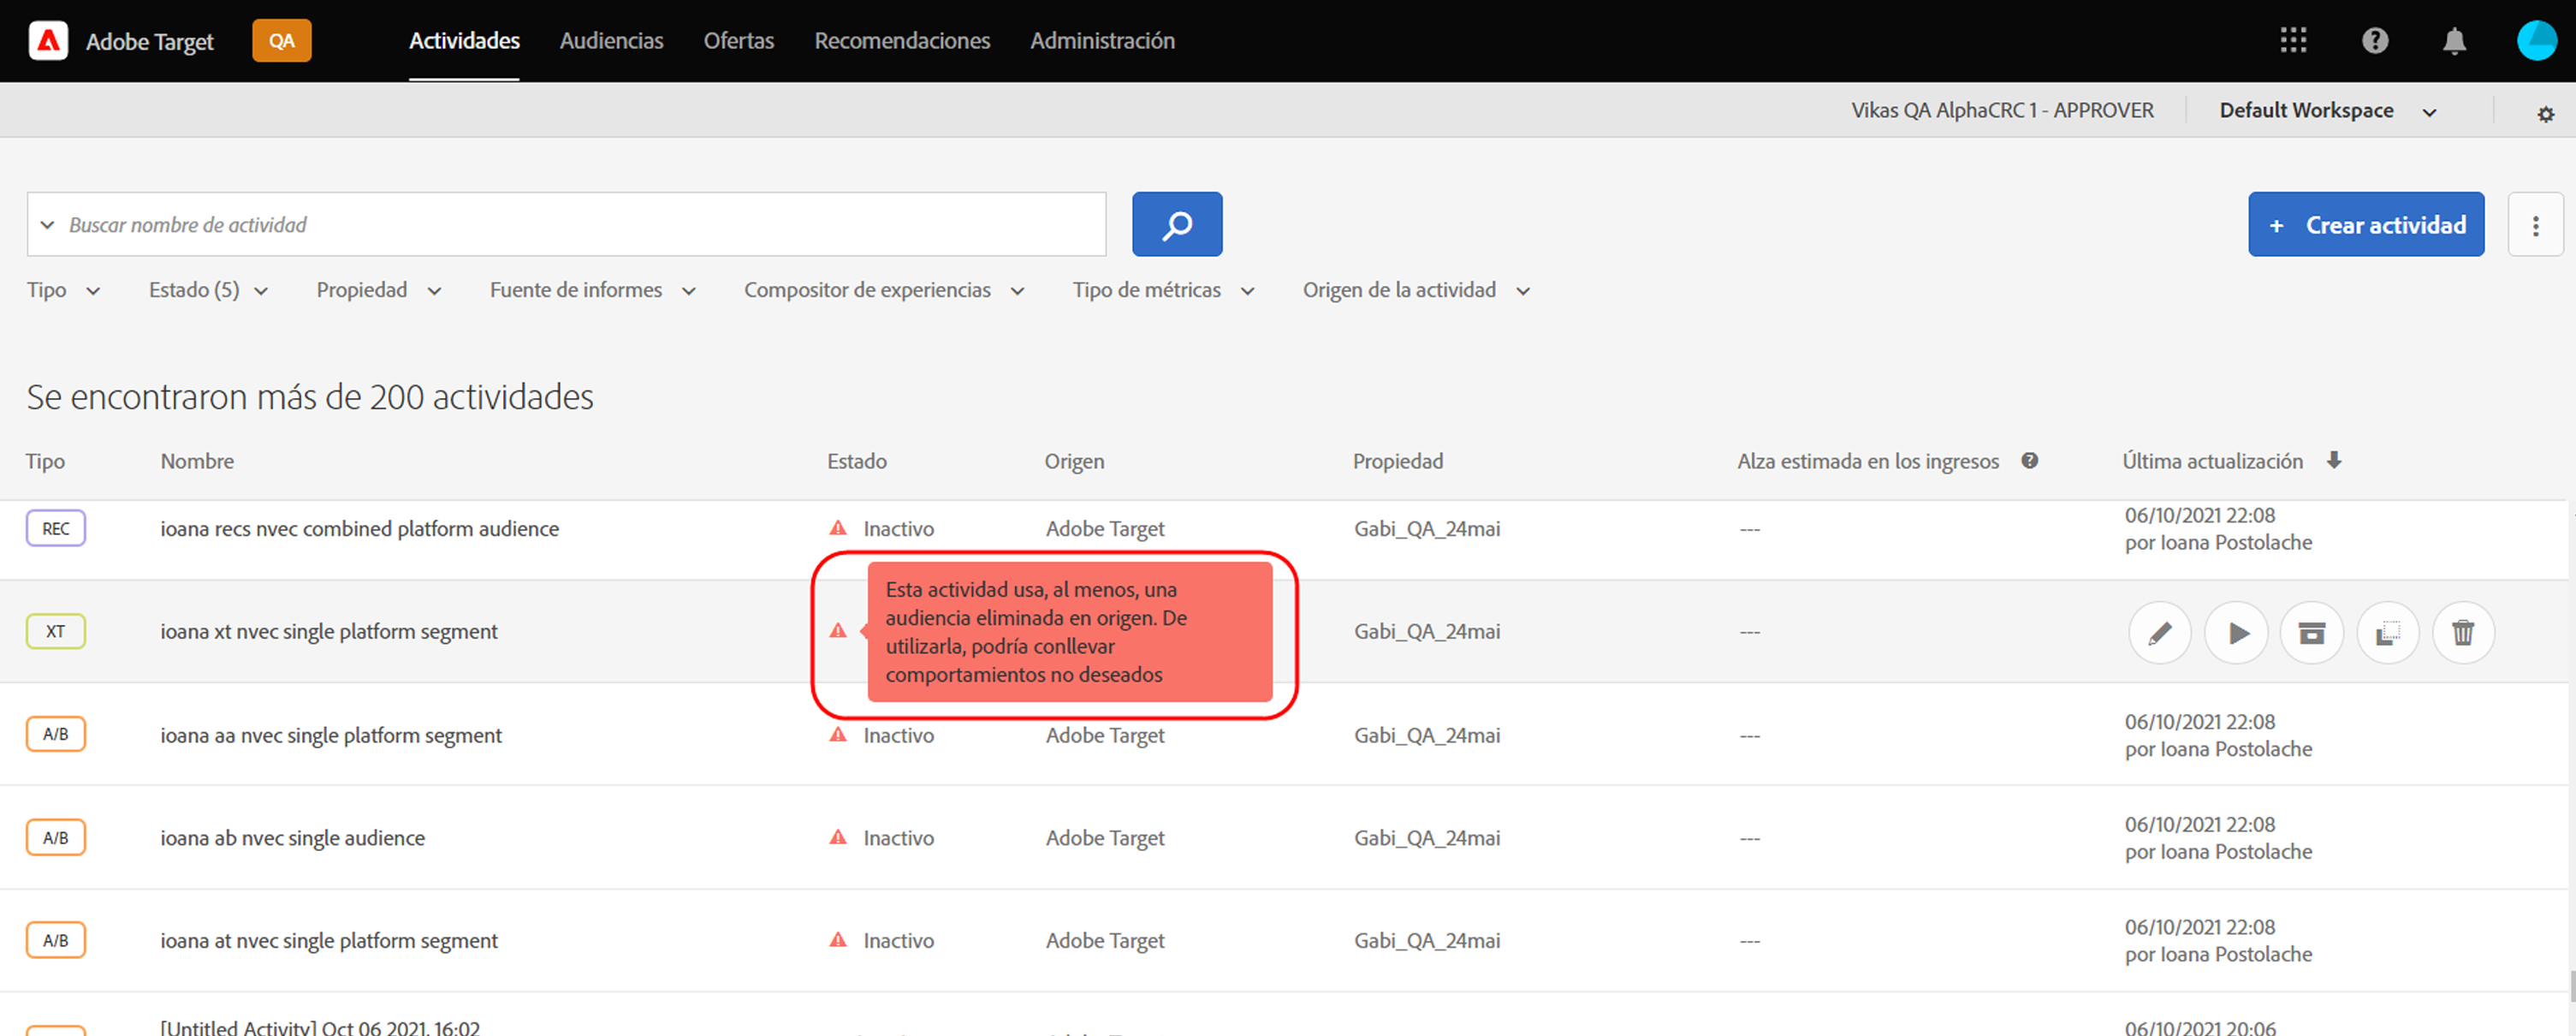 Adobe Target QA Actividades Audiencias Ofertas Recomendaciones Administración
Vikas QA AlphaCRC 1 - APPROVER Default Workspace
Buscar nombre de actividad
+ Crear actividad
Tipo Estado (5) Propiedad Fuente de informes Compositor de experiencias Tipo de métricas Origen de la actividad
Se encontraron más de 200 actividades
Tipo Nombre Estado Origen Propiedad Alza estimada en los ingresos Última actualización
REC ioana recs nvec combined platform audience Inactivo Adobe Target Gabi_QA_24mai --- 06/10/2021 22:08
por Ioana Postolache
XT ioana xt nvec single platform segment Gabi_QA_24mai ---
Esta actividad usa, al menos, una
audiencia eliminada en origen. De
utilizarla, podría conllevar
comportamientos no deseados
A/B ioana aa nvec single platform segment Inactivo Adobe Target Gabi_QA_24mai --- 06/10/2021 22:08
por Ioana Postolache
A/B ioana ab nvec single audience Inactivo Adobe Target Gabi_QA_24mai --- 06/10/2021 22:08
por Ioana Postolache
A/B ioana at nvec single platform segment Inactivo Adobe Target Gabi_QA_24mai --- 06/10/2021 22:08
por Ioana Postolache
[Untitled Activity] Oct 06 2021, 16:02 06/10/2021 20:06